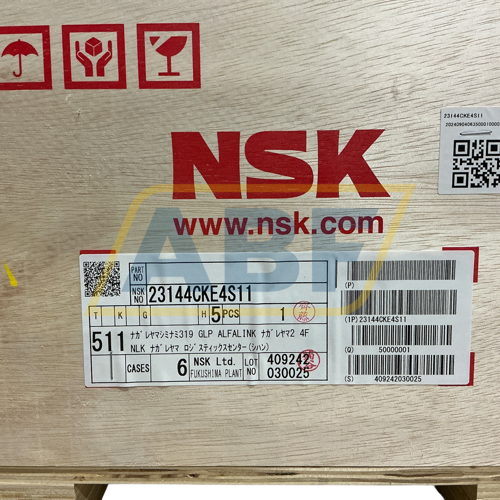 NSK
www.nsk.com
23144CKE4S11
ABF
PART NO
NSK NO 23144CKE4S11
T K G H 5PCS 1
511 ナガレヤマシミナミ319 GLP ALFALINK ナガレヤマ2 4F
NLK ナガレヤマ ロジスティックスセンター(シハン)
CASES 6 NSK Ltd. FUKUSHIMA PLANT LOT NO 409242 030025
(P)
(1P)23144CKE4S11
(Q) 50000001
(S) 409242030025